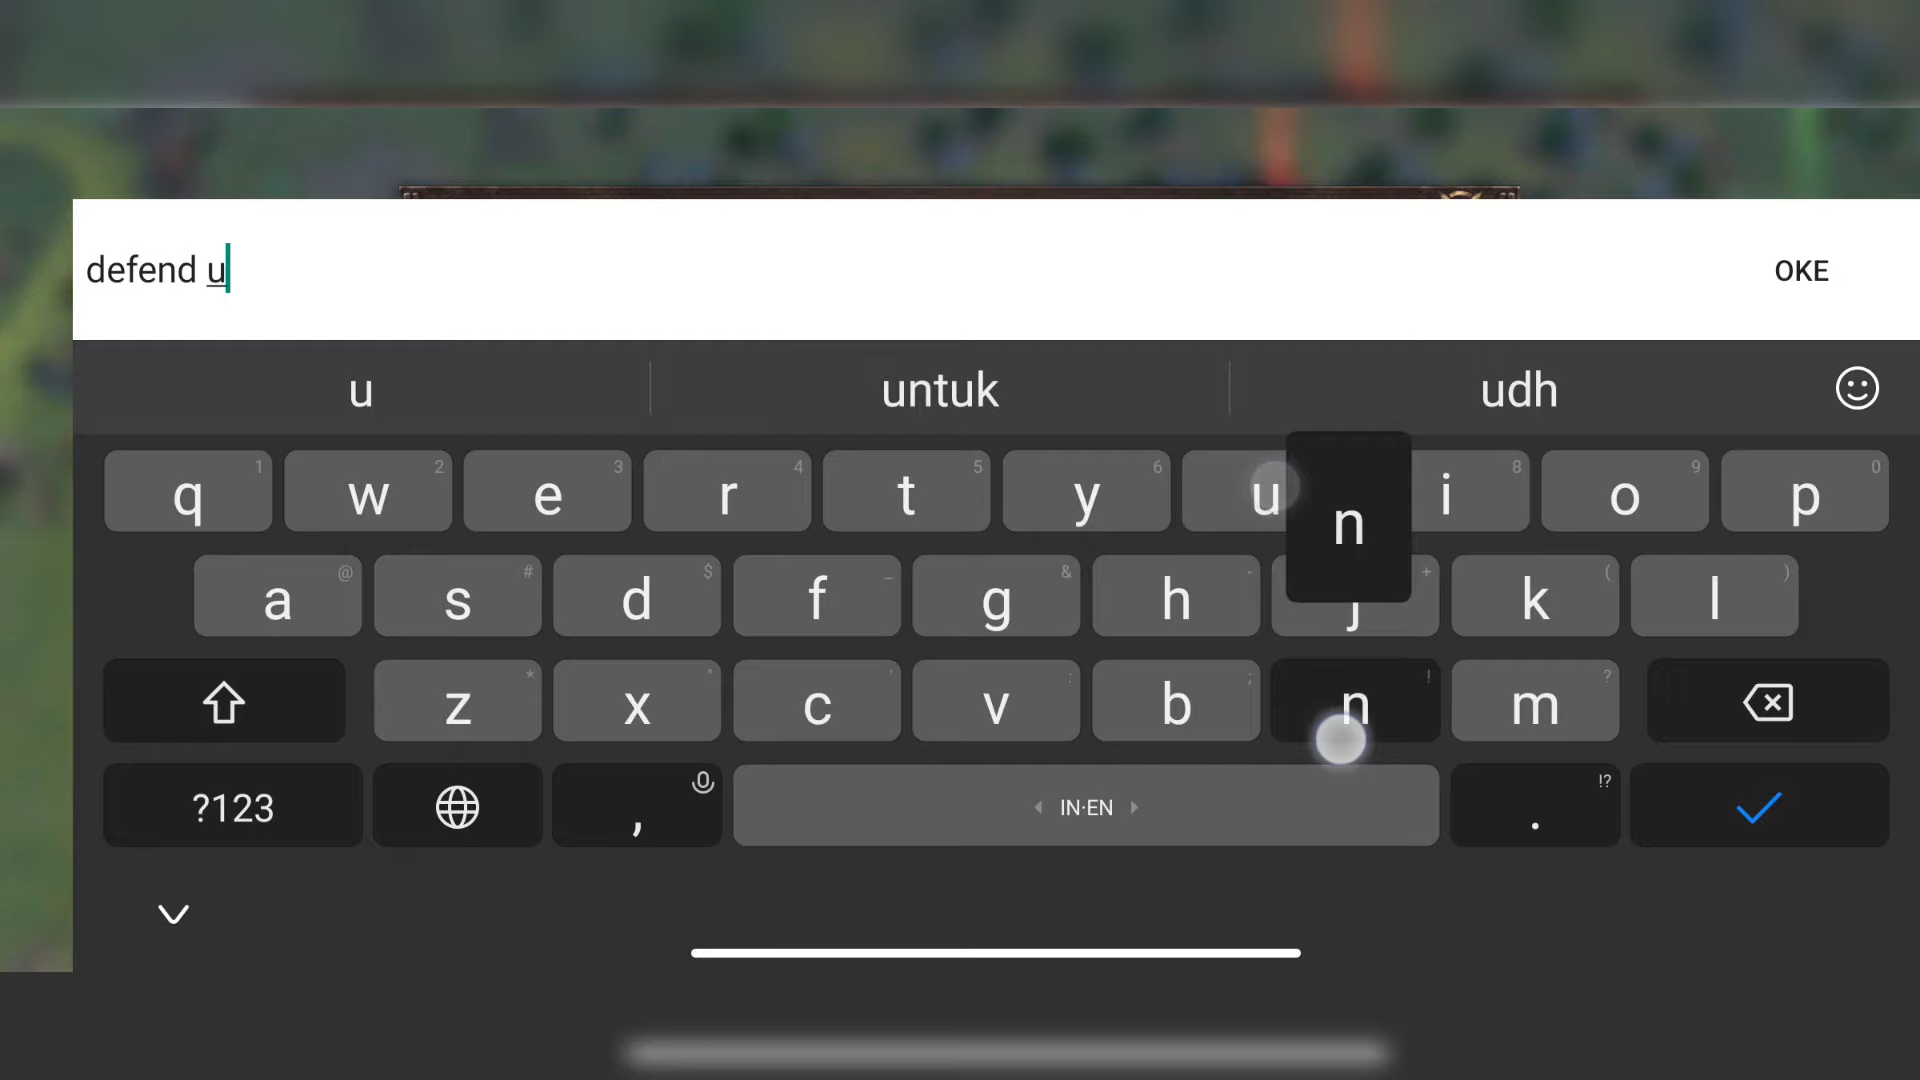 defend u
OKE
u untuk udh
q 1 w 2 e 3 r 4 t 5 y 6 u i 8 o 9 p 0
n
a @ s # d $ f _ g & h - j + k ( l )
z * x " c ' v : b ; n ! m ?
?123 , IN·EN . !?